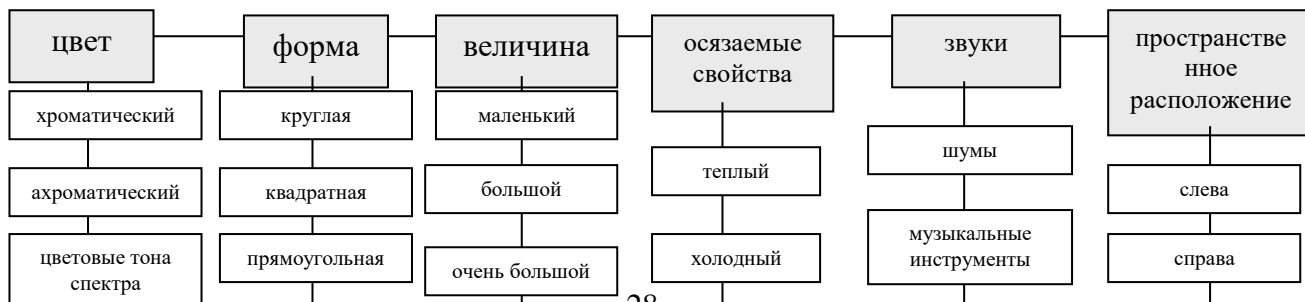 цвет
форма
величина
осязаемые
свойства
звуки
пространстве
нное
расположение
хроматический
круглая
маленький
шумы
теплый
ахроматический
квадратная
большой
слева
цветовые тона
спектра
прямоугольная
очень большой
холодный
музыкальные
инструменты
справа